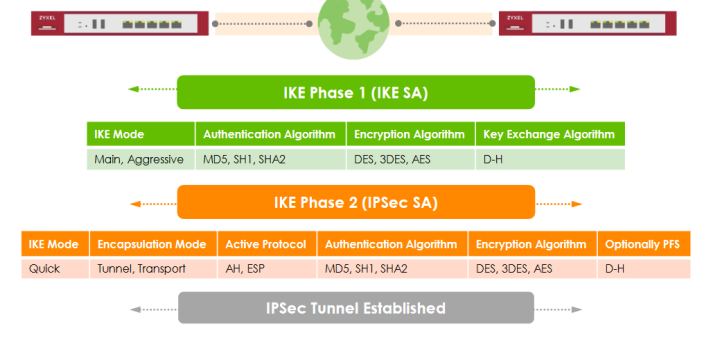 ZYXEL ZYXEL
IKE Phase 1 (IKE SA)
IKE Mode Authentication Algorithm Encryption Algorithm Key Exchange Algorithm
Main, Aggressive MD5, SH1, SHA2 DES, 3DES, AES D-H
IKE Phase 2 (IPSec SA)
IKE Mode Encapsulation Mode Active Protocol Authentication Algorithm Encryption Algorithm Optionally PFS
Quick Tunnel, Transport AH, ESP MD5, SH1, SHA2 DES, 3DES, AES D-H
IPSec Tunnel Established